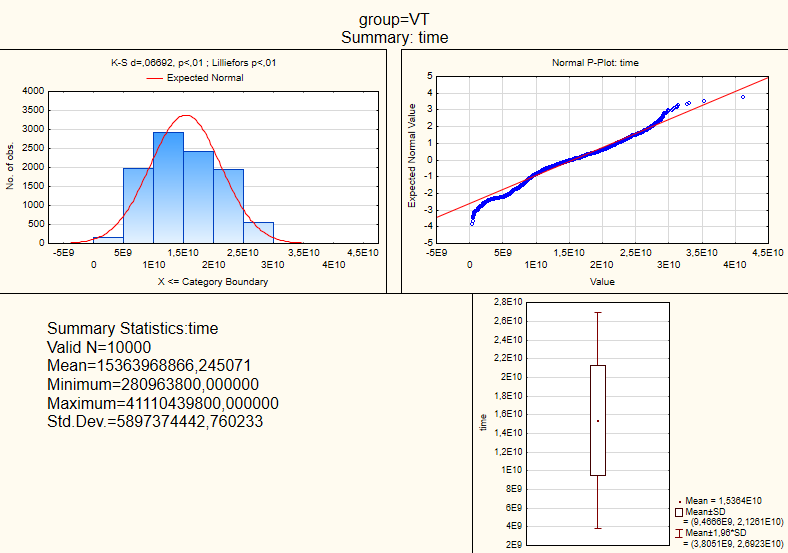 group=VT
Summary: time
K-S d=,06692, p<,01 ; Lilliefors p<,01
Expected Normal
No. of obs.
4000
3500
3000
2500
2000
1500
1000
500
0
-5E9 5E9 1,5E10 2,5E10 3,5E10 4,5E10
0 1E10 2E10 3E10 4E10
X <= Category Boundary
Normal P-Plot: time
Expected Normal Value
5
4
3
2
1
0
-1
-2
-3
-4
-5
-5E9 5E9 1,5E10 2,5E10 3,5E10 4,5E10
0 1E10 2E10 3E10 4E10
Value
Summary Statistics:time
Valid N=10000
Mean=15363968866,245071
Minimum=280963800,000000
Maximum=41110439800,000000
Std.Dev.=5897374442,760233
time
2,8E10
2,6E10
2,4E10
2,2E10
2E10
1,8E10
1,6E10
1,4E10
1,2E10
1E10
8E9
6E9
4E9
2E9
Mean = 1,5364E10
Mean±SD
= (9,4666E9, 2,1261E10)
Mean±1,96*SD
= (3,8051E9, 2,6923E10)